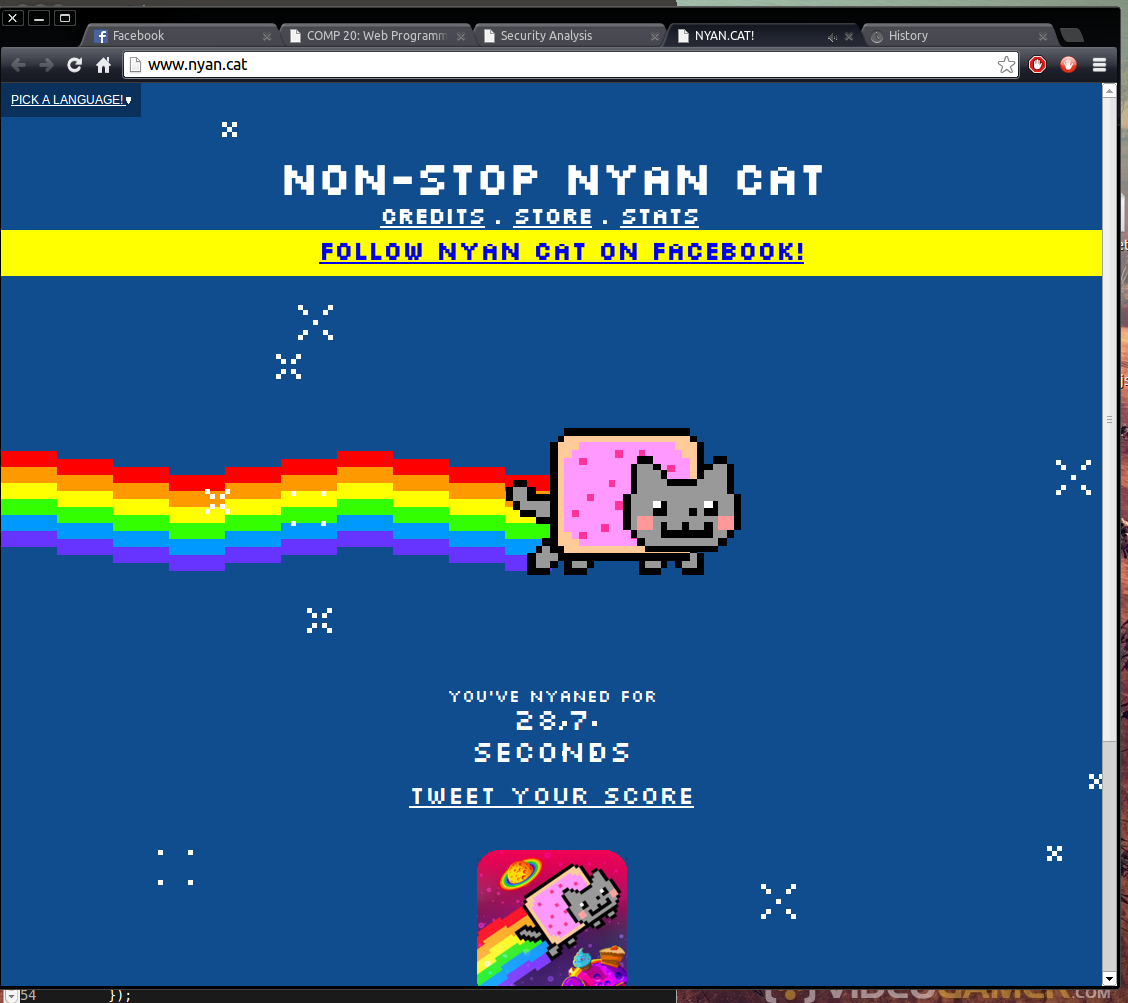 Facebook
COMP 20: Web Programm
Security Analysis
NYAN.CAT!
History
www.nyan.cat
PICK A LANGUAGE!
NON-STOP NYAN CAT
CREDITS . STORE . STATS
FOLLOW NYAN CAT ON FACEBOOK!
YOU'VE NYANED FOR
28,7.
SECONDS
TWEET YOUR SCORE
54 });
VIDEOGAMER.COM